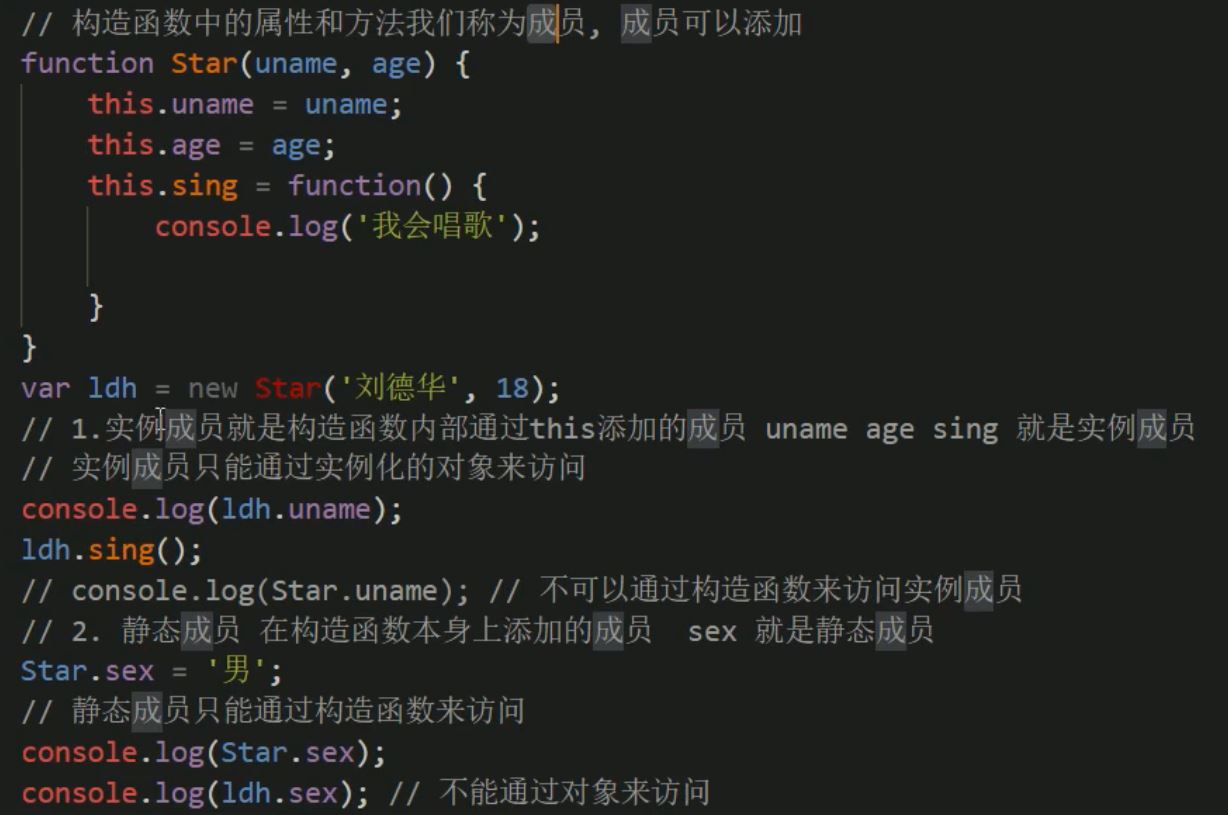 // 构造函数中的属性和方法我们称为成员, 成员可以添加
function Star(uname, age) {
    this.uname = uname;
    this.age = age;
    this.sing = function() {
        console.log('我会唱歌');
    }
}
var ldh = new Star('刘德华', 18);
// 1.实例成员就是构造函数内部通过this添加的成员 uname age sing 就是实例成员
// 实例成员只能通过实例化的对象来访问
console.log(ldh.uname);
ldh.sing();
// console.log(Star.uname); // 不可以通过构造函数来访问实例成员
// 2. 静态成员 在构造函数本身上添加的成员  sex 就是静态成员
Star.sex = '男';
// 静态成员只能通过构造函数来访问
console.log(Star.sex);
console.log(ldh.sex); // 不能通过对象来访问